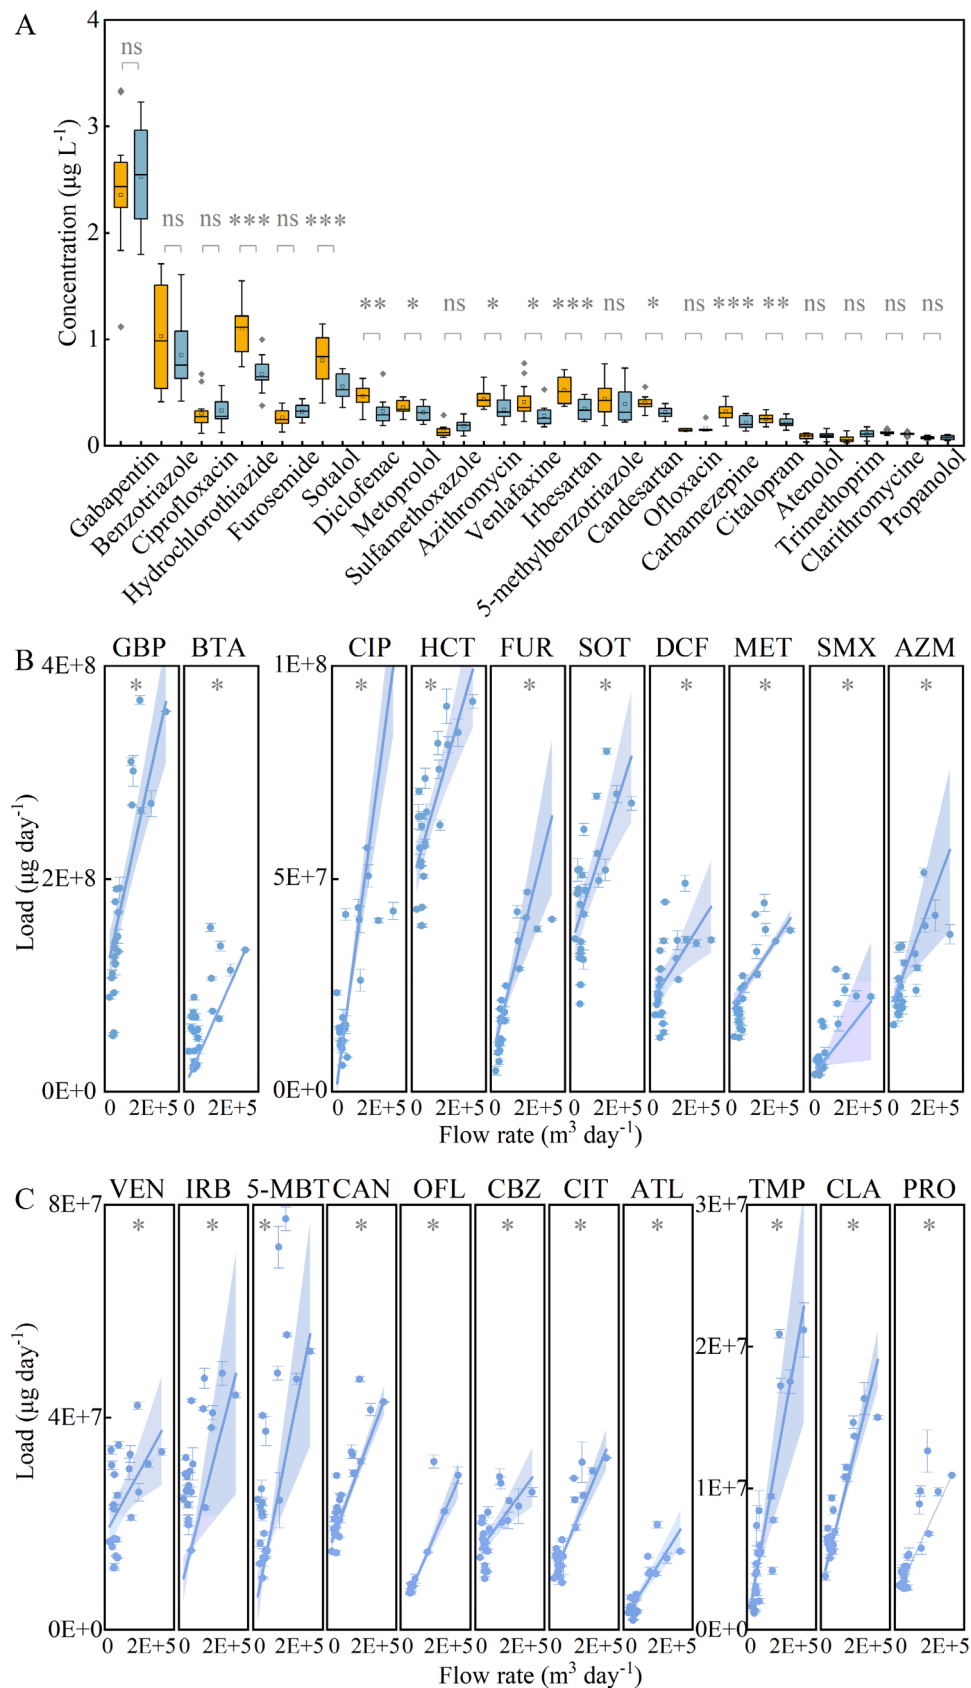 A
Concentration (µg L⁻¹)
4
3
2
1
0
ns
ns
ns
***
ns
***
**
*
ns
*
*
***
ns
*
ns
***
**
ns
ns
ns
ns
Gabapentin
Benzotriazole
Ciprofloxacin
Hydrochlorothiazide
Furosemide
Sotalol
Diclofenac
Metoprolol
Sulfamethoxazole
Azithromycin
Venlafaxine
Irbesartan
5-methylbenzotriazole
Candesartan
Ofloxacin
Carbamezepine
Citalopram
Atenolol
Trimethoprim
Clarithromycine
Propanolol
B
GBP BTA CIP HCT FUR SOT DCF MET SMX AZM
* * * * * * * * * *
Load (µg day⁻¹)
4E+8
2E+8
0E+0
1E+8
5E+7
0E+0
0 2E+5 0 2E+5 0 2E+5 0 2E+5 0 2E+5 0 2E+5 0 2E+5 0 2E+5 0 2E+5 0 2E+5
Flow rate (m³ day⁻¹)
C
VEN IRB 5-MBT CAN OFL CBZ CIT ATL TMP CLA PRO
* * * * * * * * * * *
Load (µg day⁻¹)
8E+7
4E+7
0E+0
3E+7
2E+7
1E+7
0E+0
0 2E+5 0 2E+5 0 2E+5 0 2E+5 0 2E+5 0 2E+5 0 2E+5 0 2E+5 0 2E+5 0 2E+5 0 2E+5
Flow rate (m³ day⁻¹)